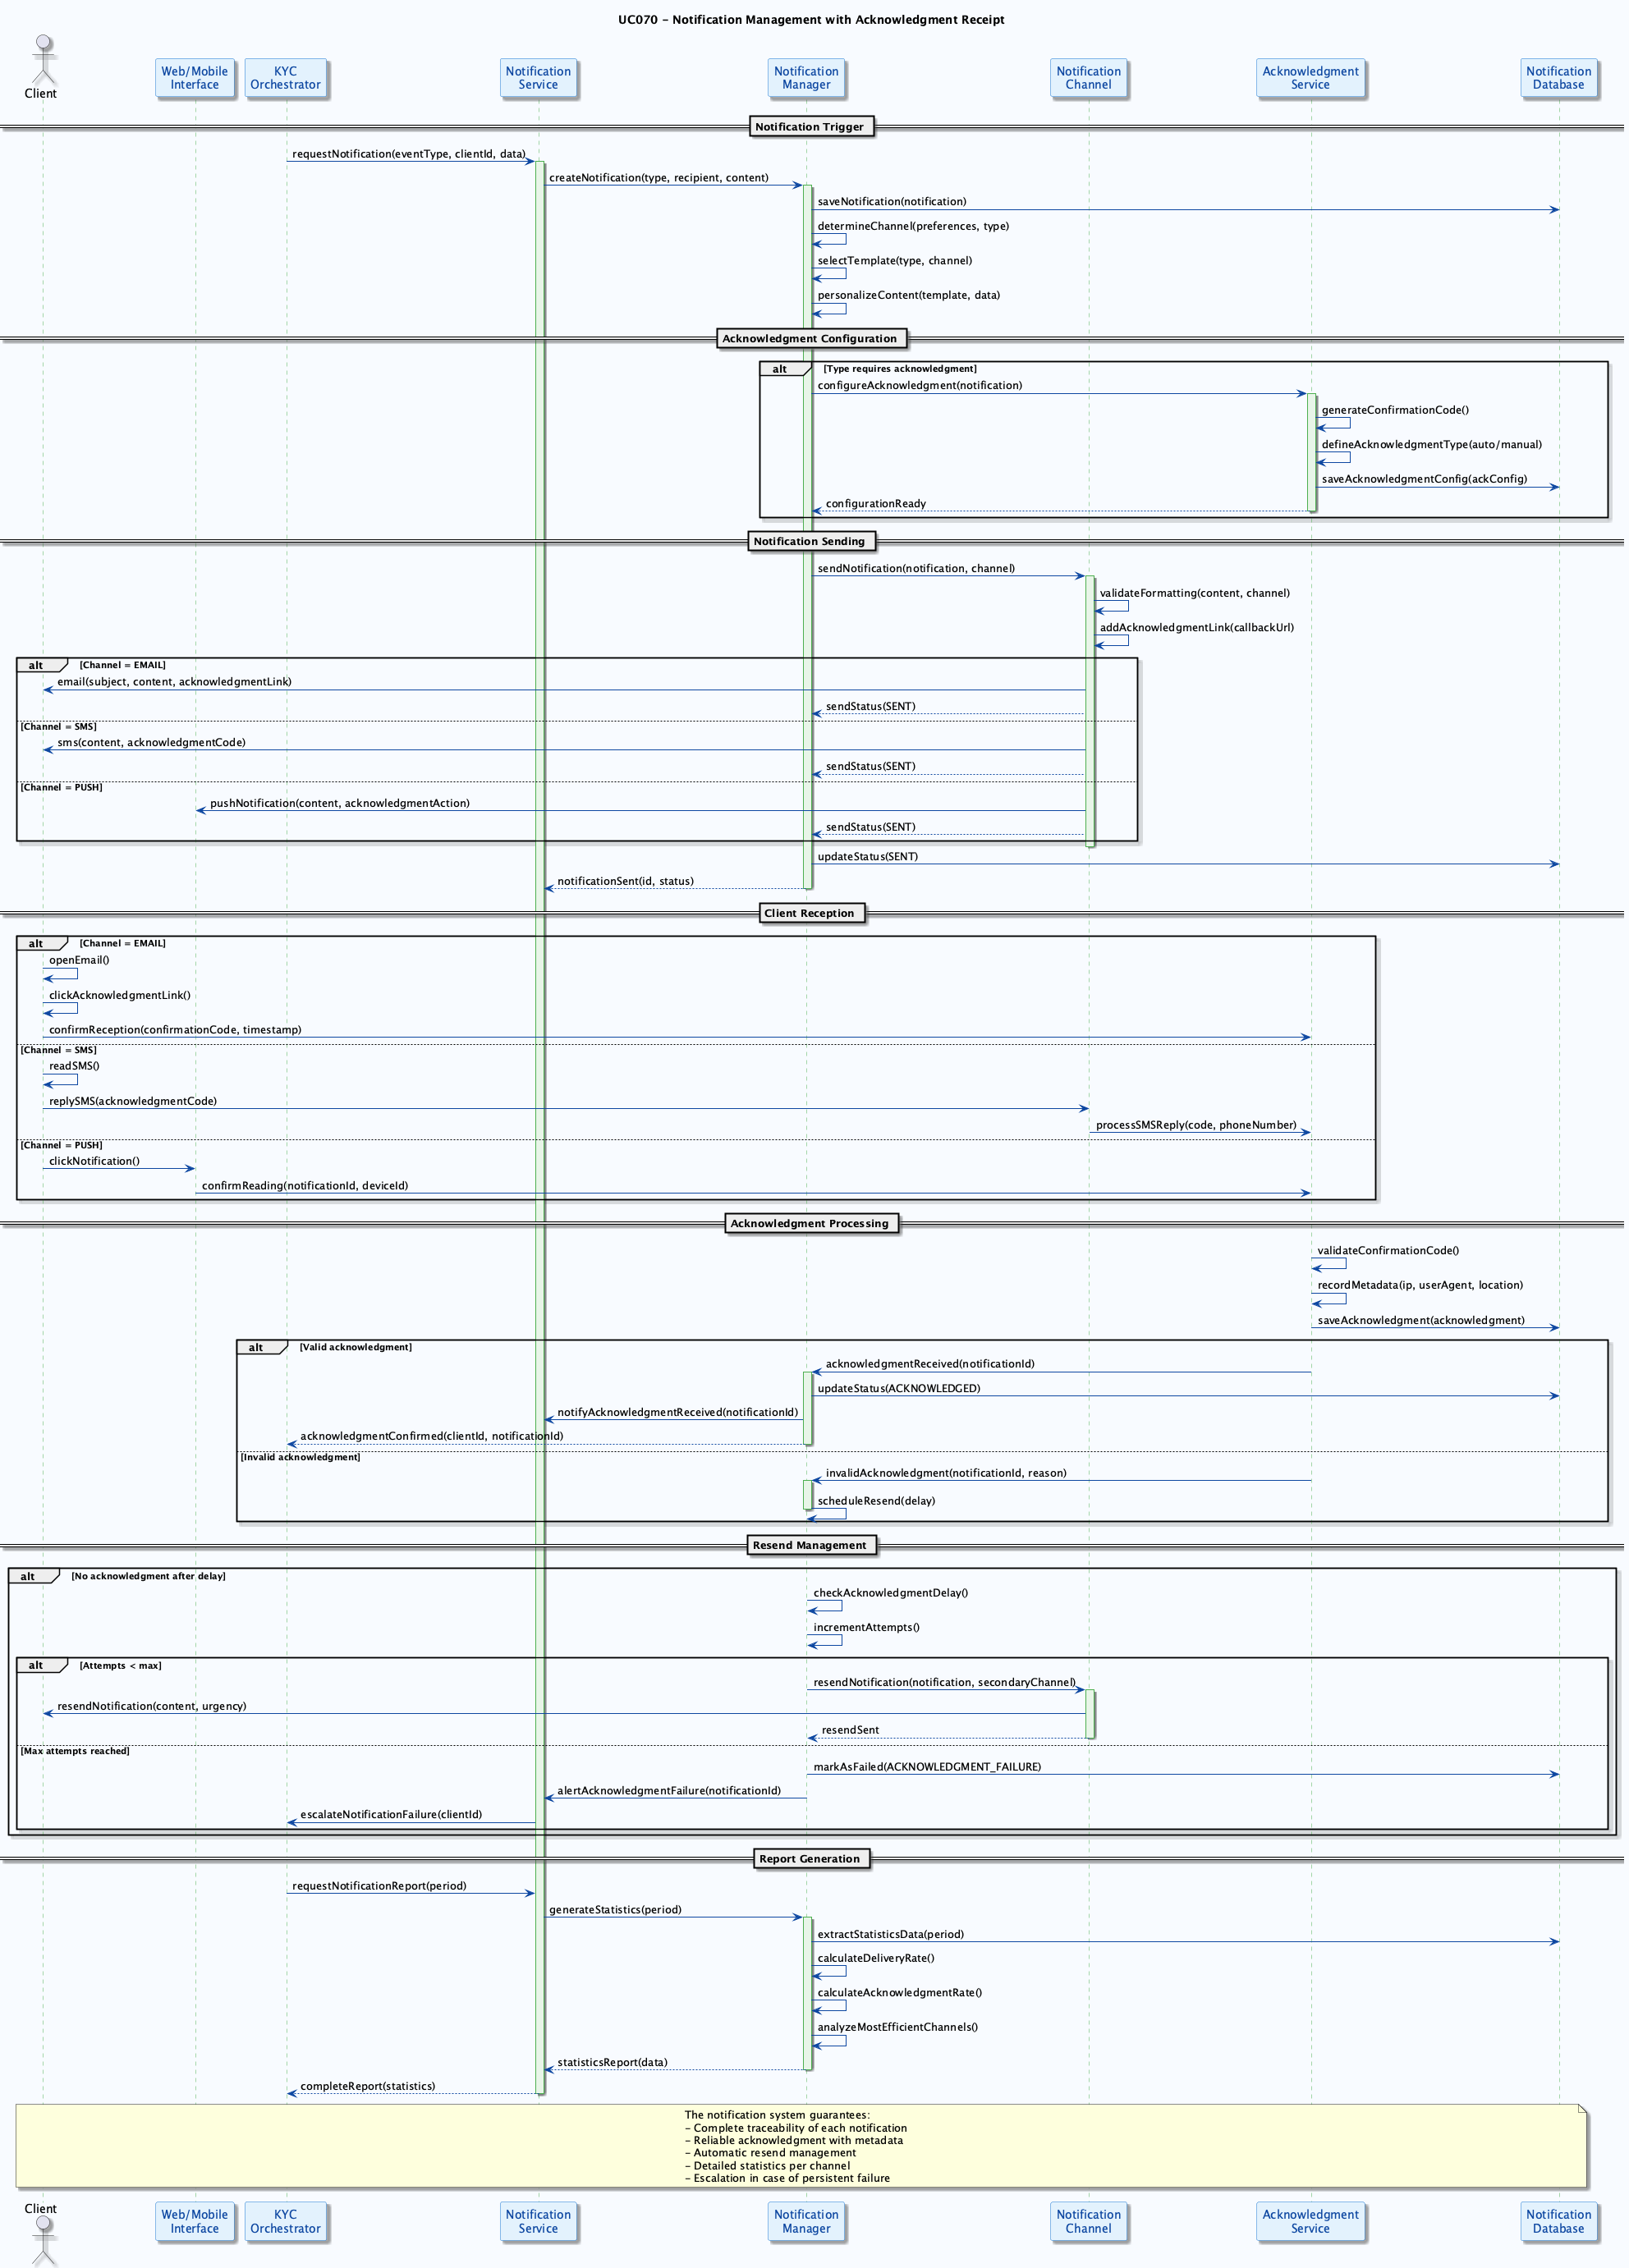 UC070 - Notification Management with Acknowledgment Receipt
Client
Web/Mobile
Interface
KYC
Orchestrator
Notification
Service
Notification
Manager
Notification
Channel
Acknowledgment
Service
Notification
Database
Notification Trigger
requestNotification(eventType, clientId, data)
createNotification(type, recipient, content)
saveNotification(notification)
determineChannel(preferences, type)
selectTemplate(type, channel)
personalizeContent(template, data)
Acknowledgment Configuration
alt [Type requires acknowledgment]
configureAcknowledgment(notification)
generateConfirmationCode()
defineAcknowledgmentType(auto/manual)
saveAcknowledgmentConfig(ackConfig)
configurationReady
Notification Sending
sendNotification(notification, channel)
validateFormatting(content, channel)
addAcknowledgmentLink(callbackUrl)
alt [Channel = EMAIL]
email(subject, content, acknowledgmentLink)
sendStatus(SENT)
[Channel = SMS]
sms(content, acknowledgmentCode)
sendStatus(SENT)
[Channel = PUSH]
pushNotification(content, acknowledgmentAction)
sendStatus(SENT)
updateStatus(SENT)
notificationSent(id, status)
Client Reception
alt [Channel = EMAIL]
openEmail()
clickAcknowledgmentLink()
confirmReception(confirmationCode, timestamp)
[Channel = SMS]
readSMS()
replySMS(acknowledgmentCode)
processSMSReply(code, phoneNumber)
[Channel = PUSH]
clickNotification()
confirmReading(notificationId, deviceId)
Acknowledgment Processing
validateConfirmationCode()
recordMetadata(ip, userAgent, location)
saveAcknowledgment(acknowledgment)
alt [Valid acknowledgment]
acknowledgmentReceived(notificationId)
updateStatus(ACKNOWLEDGED)
notifyAcknowledgmentReceived(notificationId)
acknowledgmentConfirmed(clientId, notificationId)
[Invalid acknowledgment]
invalidAcknowledgment(notificationId, reason)
scheduleResend(delay)
Resend Management
alt [No acknowledgment after delay]
checkAcknowledgmentDelay()
incrementAttempts()
alt [Attempts < max]
resendNotification(notification, secondaryChannel)
resendNotification(content, urgency)
resendSent
[Max attempts reached]
markAsFailed(ACKNOWLEDGMENT_FAILURE)
alertAcknowledgmentFailure(notificationId)
escalateNotificationFailure(clientId)
Report Generation
requestNotificationReport(period)
generateStatistics(period)
extractStatisticsData(period)
calculateDeliveryRate()
calculateAcknowledgmentRate()
analyzeMostEfficientChannels()
statisticsReport(data)
completeReport(statistics)
The notification system guarantees:
- Complete traceability of each notification
- Reliable acknowledgment with metadata
- Automatic resend management
- Detailed statistics per channel
- Escalation in case of persistent failure
Client
Web/Mobile
Interface
KYC
Orchestrator
Notification
Service
Notification
Manager
Notification
Channel
Acknowledgment
Service
Notification
Database